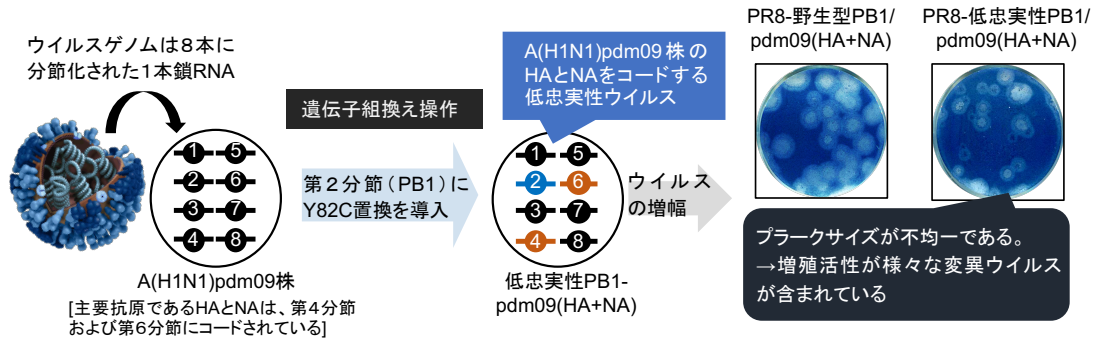 ウイルスゲノムは8本に
分節化された1本鎖RNA
1
5
2
6
3
7
4
8
A(H1N1)pdm09株
[主要抗原であるHAとNAは、第4分節
および第6分節にコードされている]
遺伝子組換え操作
第2分節(PB1)に
Y82C置換を導入
A(H1N1)pdm09株の
HAとNAをコードする
低忠実性ウイルス
1
5
2
6
3
7
4
8
低忠実性PB1-
pdm09(HA+NA)
ウイルス
の増幅
PR8-野生型PB1/
pdm09(HA+NA)
PR8-低忠実性PB1/
pdm09(HA+NA)
プラークサイズが不均一である。
→増殖活性が様々な変異ウイルス
が含まれている